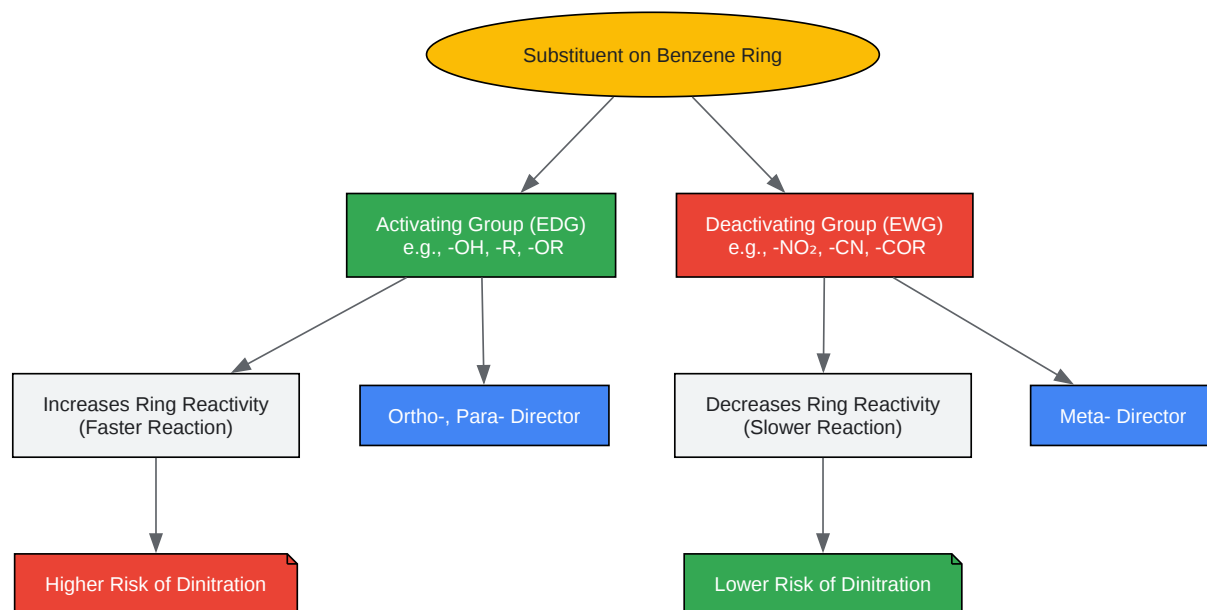 Substituent on Benzene Ring
Activating Group (EDG)
e.g., -OH, -R, -OR
Deactivating Group (EWG)
e.g., -NO₂, -CN, -COR
Increases Ring Reactivity
(Faster Reaction)
Ortho-, Para- Director
Decreases Ring Reactivity
(Slower Reaction)
Meta- Director
Higher Risk of Dinitration
Lower Risk of Dinitration